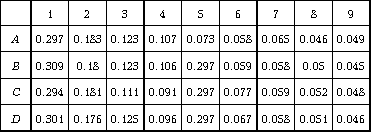 1 2 3 4 5 6 7 8 9
A 0.297 0.183 0.123 0.107 0.073 0.058 0.065 0.046 0.049
B 0.309 0.18 0.123 0.106 0.297 0.059 0.058 0.05 0.045
C 0.294 0.181 0.111 0.091 0.297 0.077 0.059 0.052 0.048
D 0.301 0.176 0.125 0.096 0.297 0.067 0.058 0.051 0.046